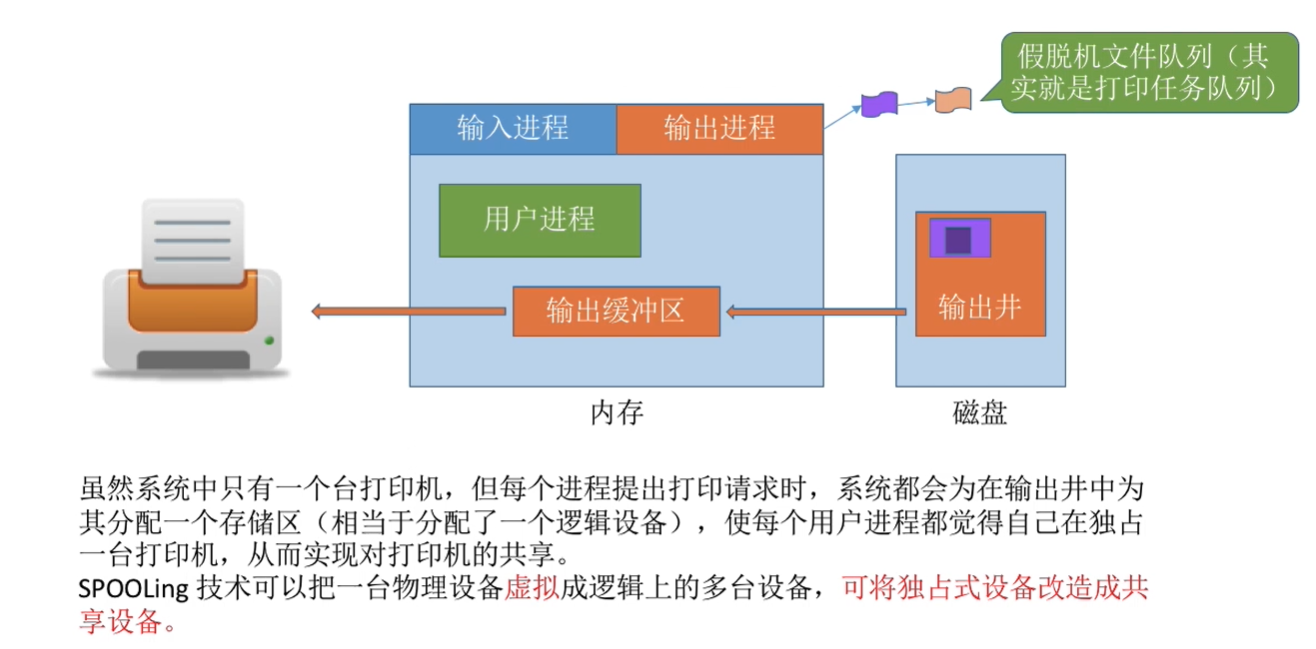 假脱机文件队列（其
实就是打印任务队列）
输入进程
输出进程
用户进程
输出缓冲区
输出井
内存
磁盘
虽然系统中只有一个台打印机，但每个进程提出打印请求时，系统都会为在输出井中为
其分配一个存储区（相当于分配了一个逻辑设备），使每个用户进程都觉得自己在独占
一台打印机，从而实现对打印机的共享。
SPOOLing 技术可以把一台物理设备虚拟成逻辑上的多台设备，可将独占式设备改造成共
享设备。